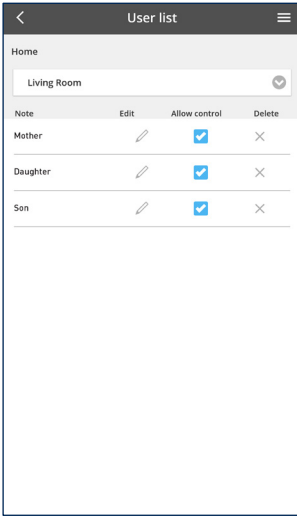 User list
Home
Living Room
Note Edit Allow control Delete
Mother
Daughter
Son